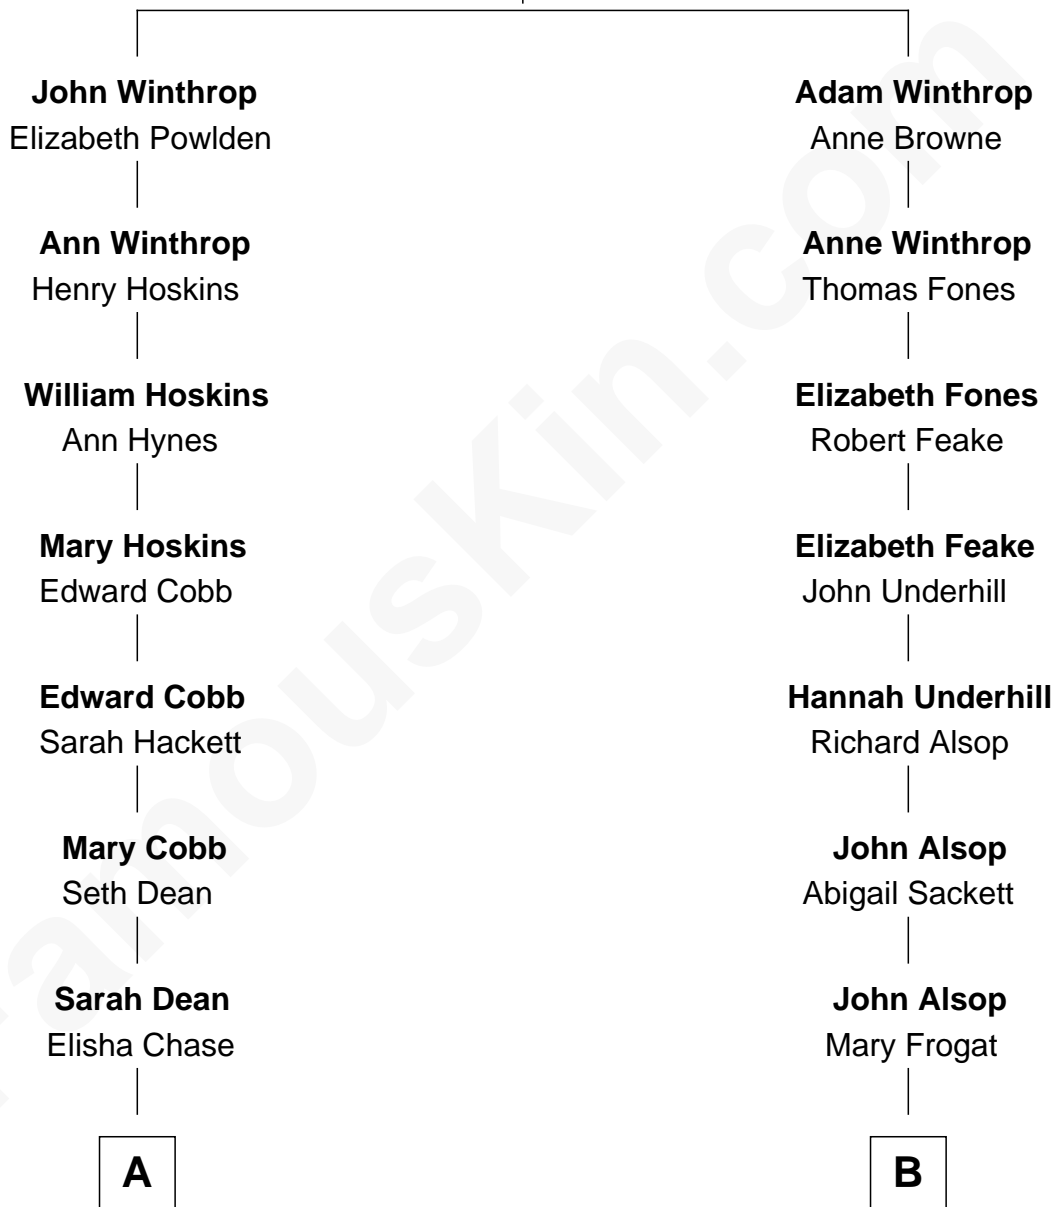 John Winthrop
Elizabeth Powlden
Ann Winthrop
Henry Hoskins
William Hoskins
Ann Hynes
Mary Hoskins
Edward Cobb
Edward Cobb
Sarah Hackett
Mary Cobb
Seth Dean
Sarah Dean
Elisha Chase
A
Adam Winthrop
Anne Browne
Anne Winthrop
Thomas Fones
Elizabeth Fones
Robert Feake
Elizabeth Feake
John Underhill
Hannah Underhill
Richard Alsop
John Alsop
Abigail Sackett
John Alsop
Mary Frogat
B
FamousKin.com